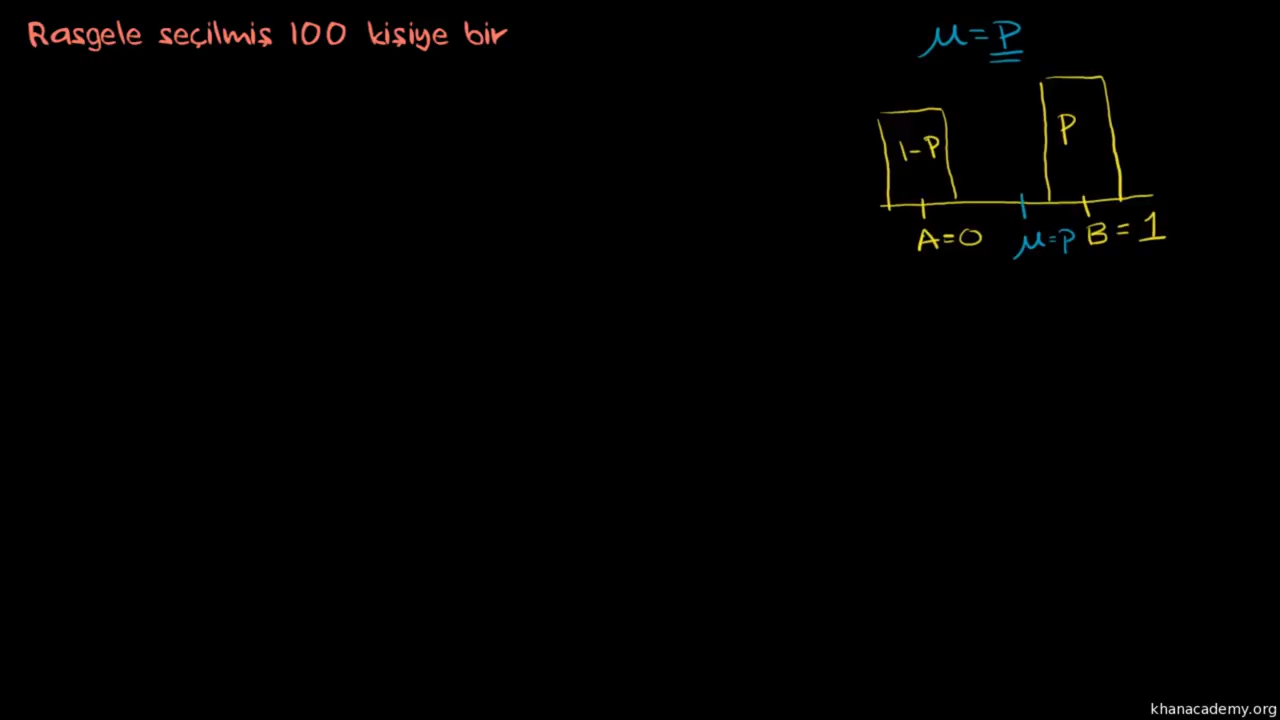 Rasgele seçilmiş 100 kişiye bir
μ=P
1-P
P
A=0
μ=p
B=1
khanacademy.org